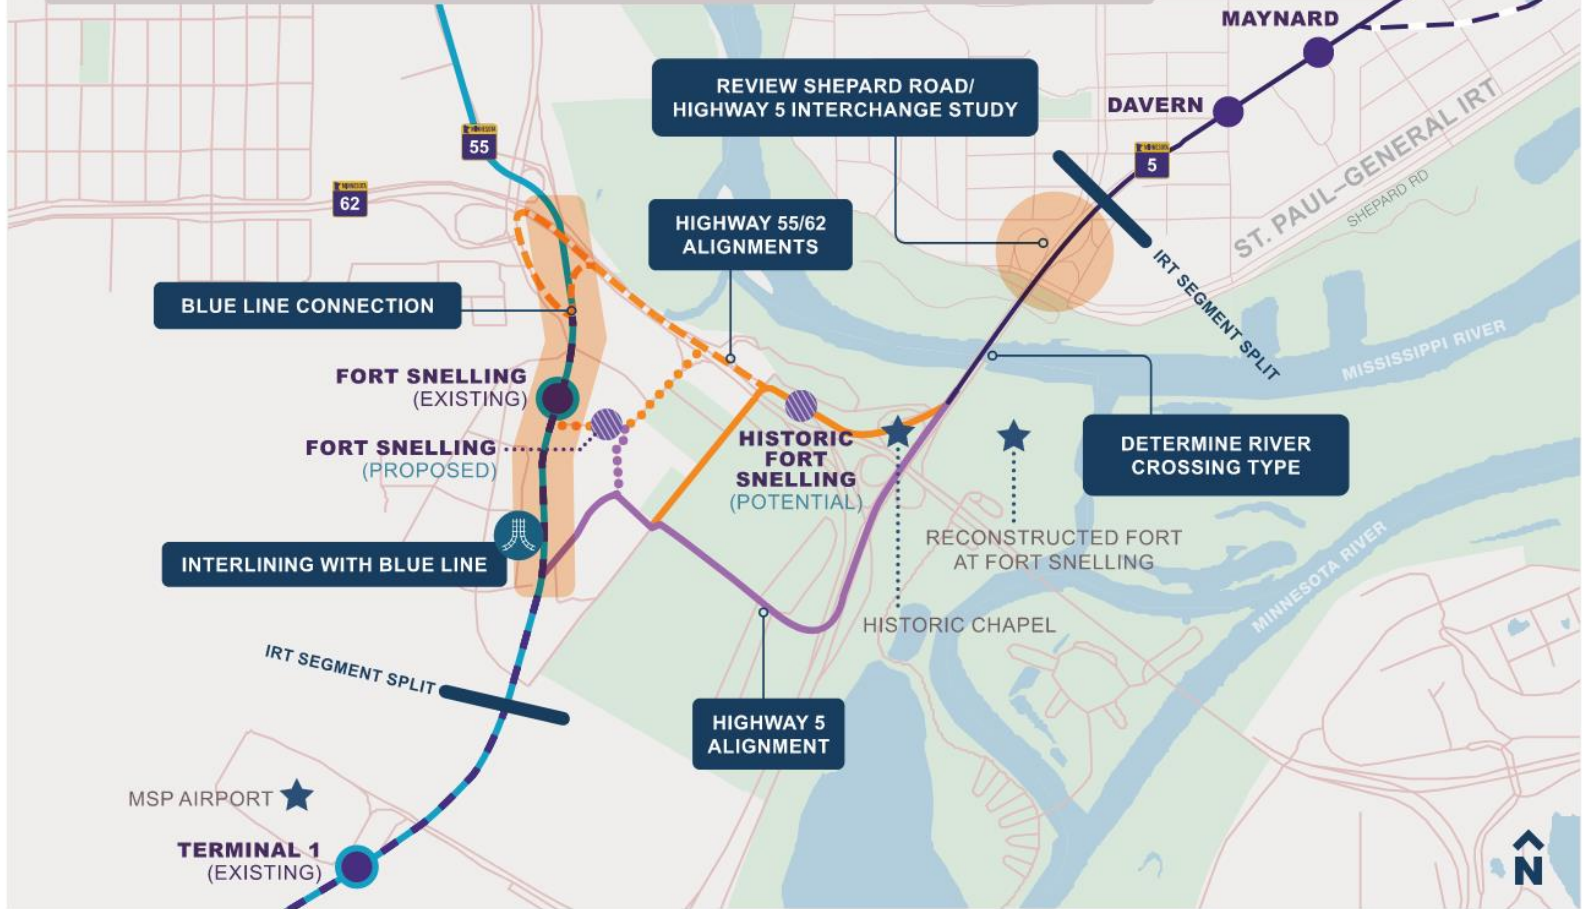 MAYNARD
REVIEW SHEPARD ROAD/
HIGHWAY 5 INTERCHANGE STUDY
DAVERN
MINNESOTA
55
MINNESOTA
5
MINNESOTA
62
ST. PAUL–GENERAL IRT
SHEPARD RD
HIGHWAY 55/62
ALIGNMENTS
IRT SEGMENT SPLIT
BLUE LINE CONNECTION
MISSISSIPPI RIVER
FORT SNELLING
(EXISTING)
FORT SNELLING
(PROPOSED)
HISTORIC
FORT
SNELLING
(POTENTIAL)
DETERMINE RIVER
CROSSING TYPE
RECONSTRUCTED FORT
AT FORT SNELLING
INTERLINING WITH BLUE LINE
MINNESOTA RIVER
HISTORIC CHAPEL
IRT SEGMENT SPLIT
HIGHWAY 5
ALIGNMENT
MSP AIRPORT
TERMINAL 1
(EXISTING)
N